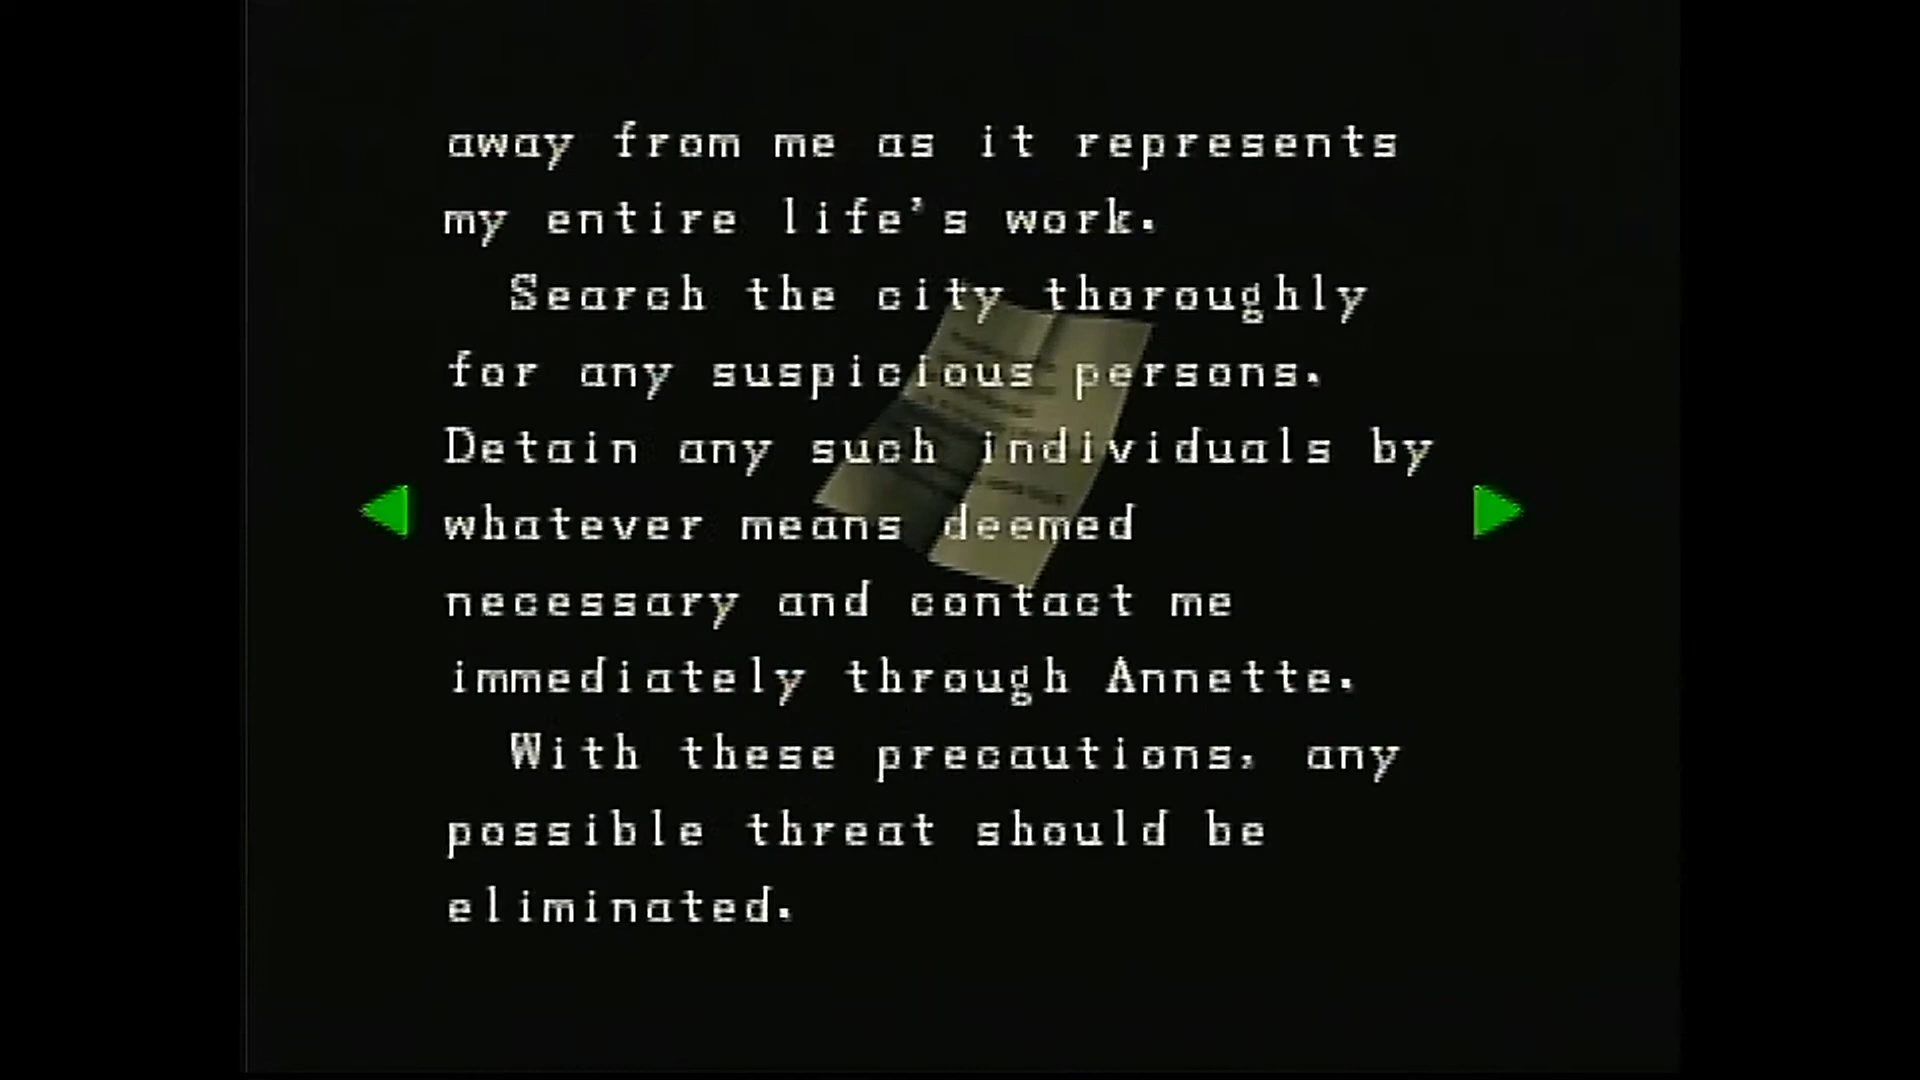 away from me as it represents
my entire life's work.
Search the city thoroughly
for any suspicious persons.
Detain any such individuals by
whatever means deemed
necessary and contact me
immediately through Annette.
With these precautions, any
possible threat should be
eliminated.